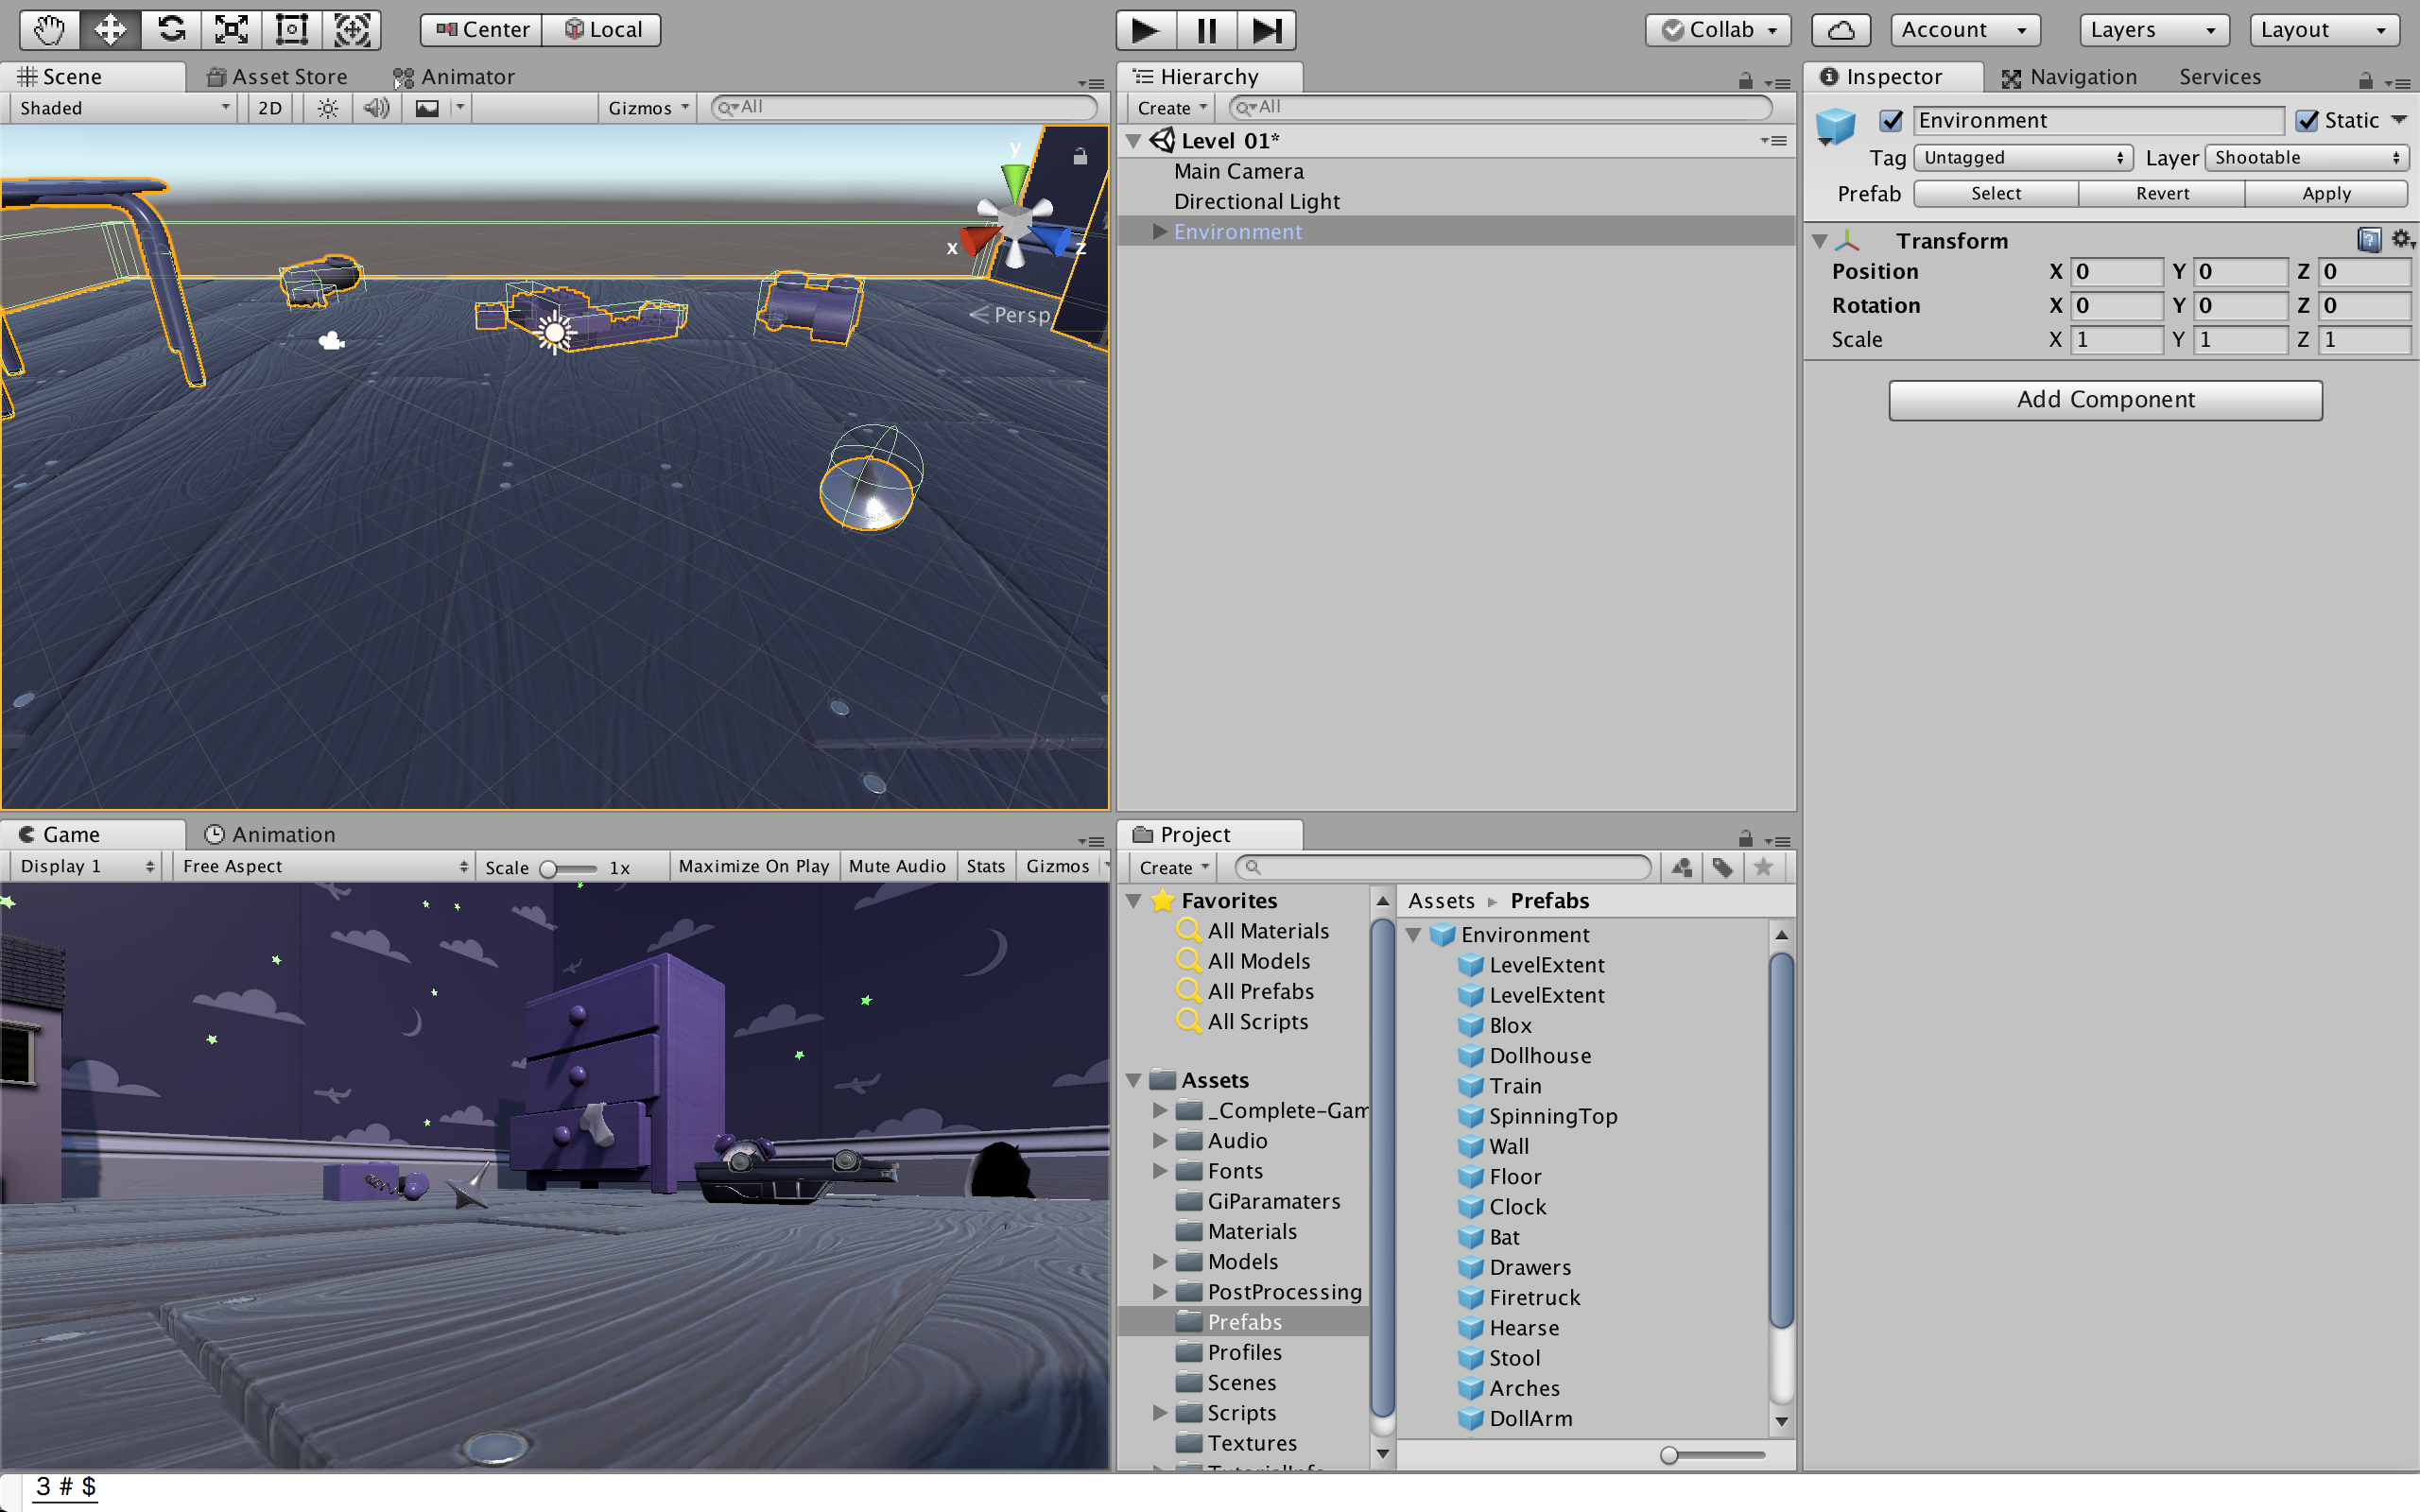 Center Local Collab Account Layers Layout
Scene Asset Store Animator
Shaded 2D Gizmos All
y
x z
Persp
Hierarchy
Create All
Level 01*
Main Camera
Directional Light
Environment
Inspector Navigation Services
Environment Static
Tag Untagged Layer Shootable
Prefab Select Revert Apply
Transform
Position X 0 Y 0 Z 0
Rotation X 0 Y 0 Z 0
Scale X 1 Y 1 Z 1
Add Component
Game Animation
Display 1 Free Aspect Scale 1x Maximize On Play Mute Audio Stats Gizmos
Project
Create
Favorites
All Materials
All Models
All Prefabs
All Scripts
Assets
_Complete-Gam
Audio
Fonts
GiParamaters
Materials
Models
PostProcessing
Prefabs
Profiles
Scenes
Scripts
Textures
Assets Prefabs
Environment
LevelExtent
LevelExtent
Blox
Dollhouse
Train
SpinningTop
Wall
Floor
Clock
Bat
Drawers
Firetruck
Hearse
Stool
Arches
DollArm
3 # $